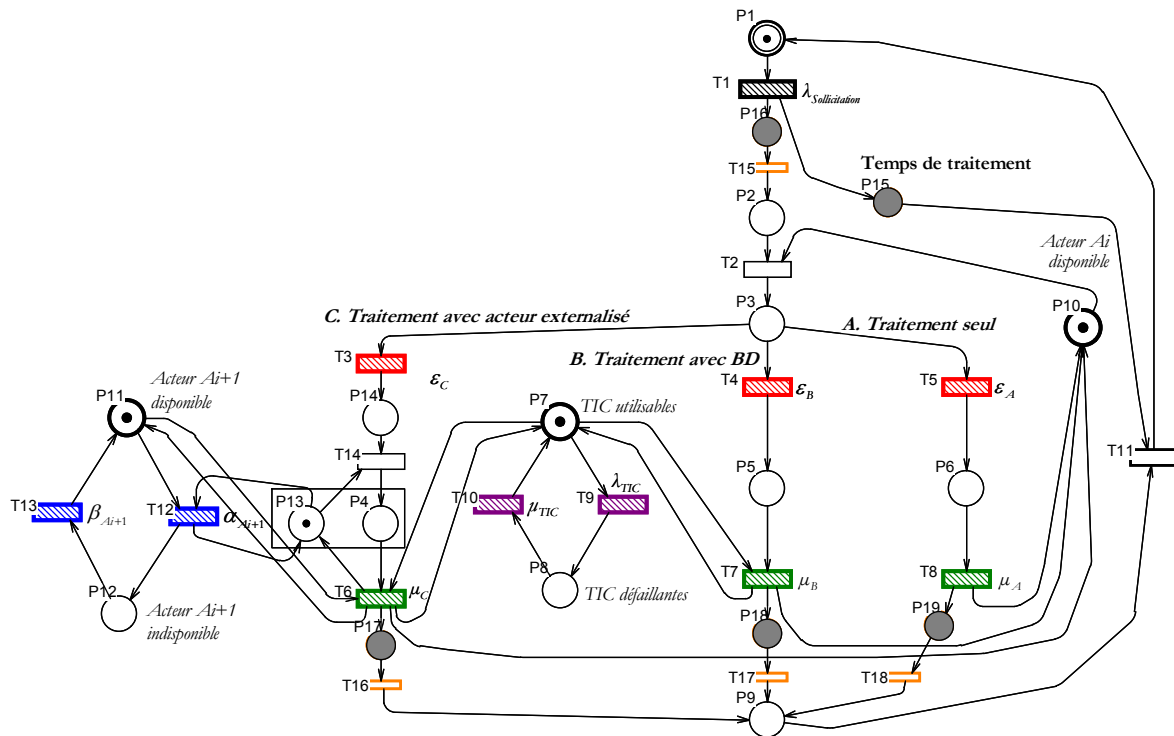 P1
T1
λSollicitation
P16
Temps de traitement
T15
P15
P2
Acteur Ai
disponible
T2
P3
P10
C. Traitement avec acteur externalisé
A. Traitement seul
B. Traitement avec BD
T3
εC
T4
εB
T5
εA
Acteur Ai+1
disponible
P11
P14
P7
TIC utilisables
T14
T11
P5
P6
T13
βAi+1
T12
αAi+1
P13
P4
T10
μTIC
T9
λTIC
P12
P8
T6
μC
T7
μB
T8
μA
Acteur Ai+1
indisponible
TIC défaillantes
P17
P18
P19
T16
T17
T18
P9